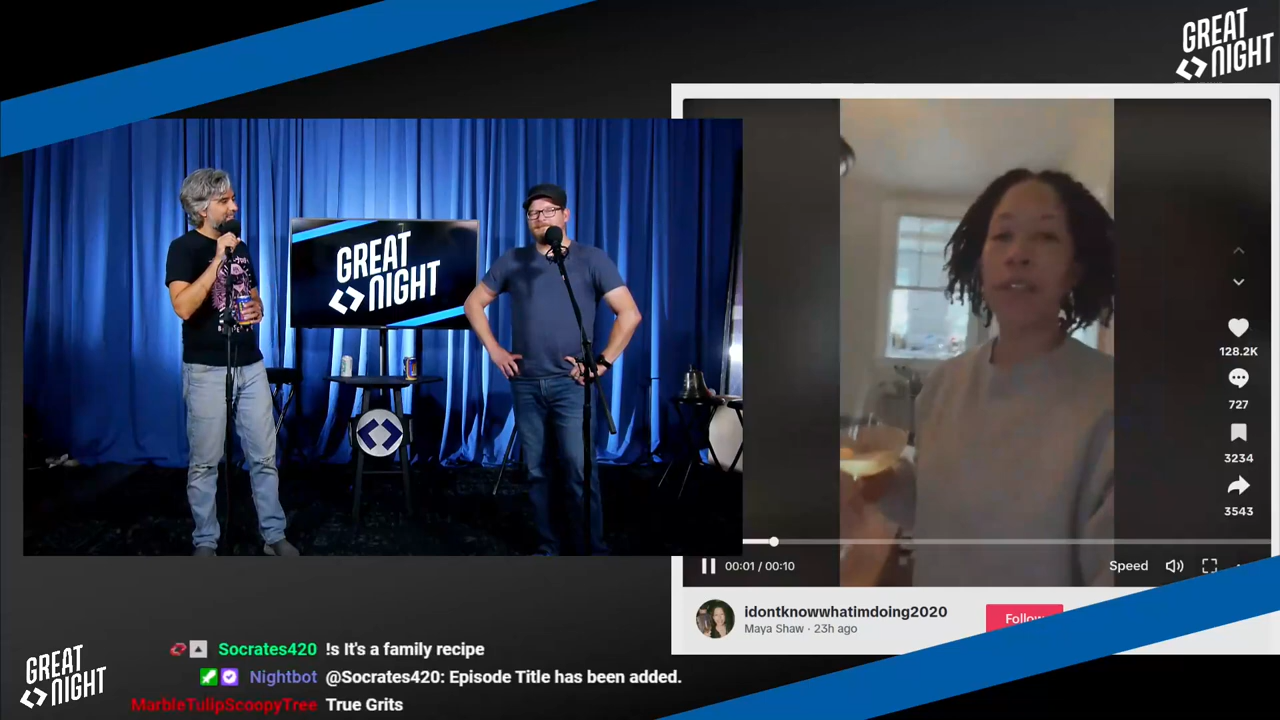 GREAT
NIGHT
GREAT
NIGHT
128.2K
727
3234
3543
00:01 / 00:10
Speed
idontknowwhatimdoing2020
Maya Shaw · 23h ago
Follow
Socrates420 !s It's a family recipe
Nightbot @Socrates420: Episode Title has been added.
MarbleTulipScoopyTree True Grits
GREAT
NIGHT